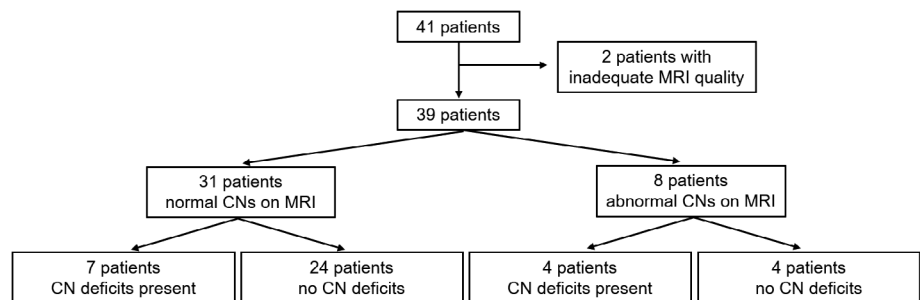 41 patients
2 patients with
inadequate MRI quality
39 patients
31 patients
normal CNs on MRI
8 patients
abnormal CNs on MRI
7 patients
CN deficits present
24 patients
no CN deficits
4 patients
CN deficits present
4 patients
no CN deficits